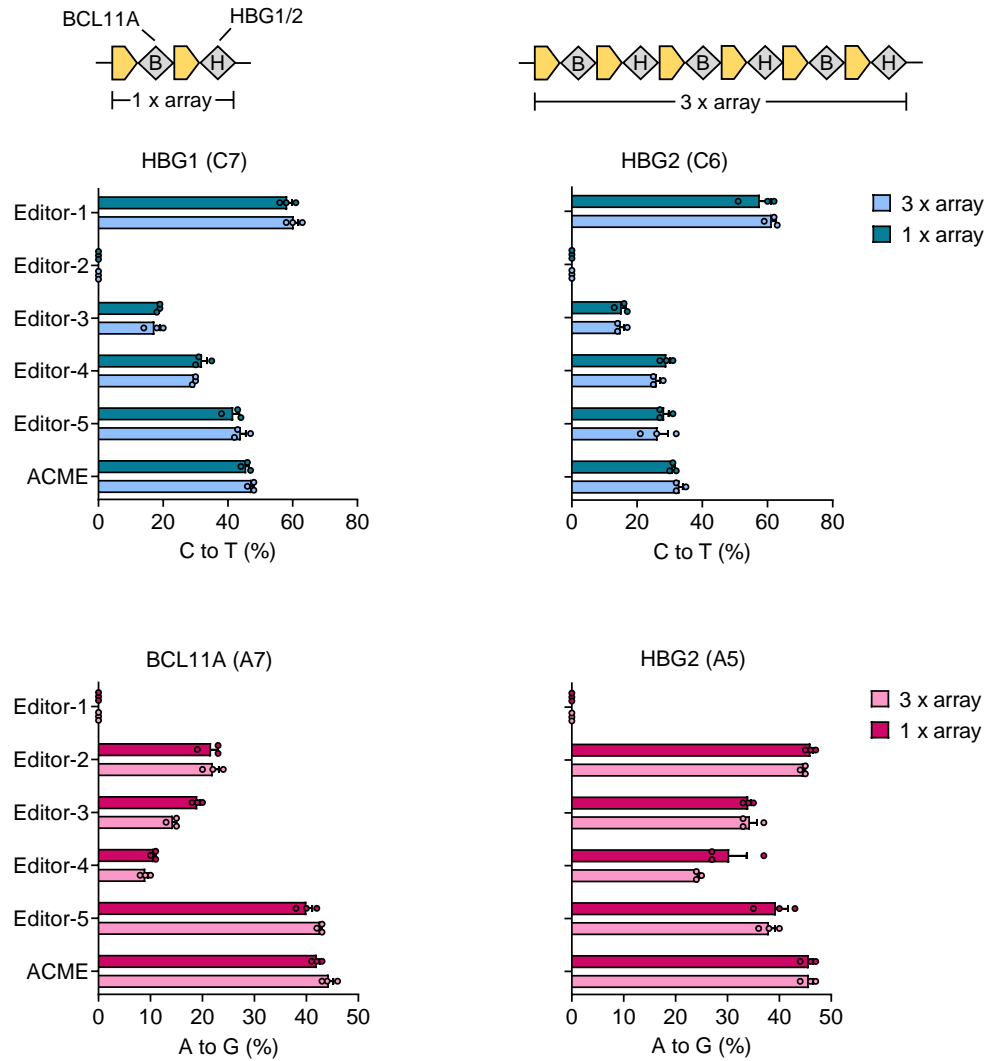 BCL11A HBG1/2
B H
B H B H B H
1 x array
3 x array
HBG1 (C7)
HBG2 (C6)
Editor-1
Editor-2
Editor-3
Editor-4
Editor-5
ACME
3 x array
1 x array
0 20 40 60 80
0 20 40 60 80
C to T (%)
C to T (%)
BCL11A (A7)
HBG2 (A5)
Editor-1
Editor-2
Editor-3
Editor-4
Editor-5
ACME
3 x array
1 x array
0 10 20 30 40 50
0 10 20 30 40 50
A to G (%)
A to G (%)